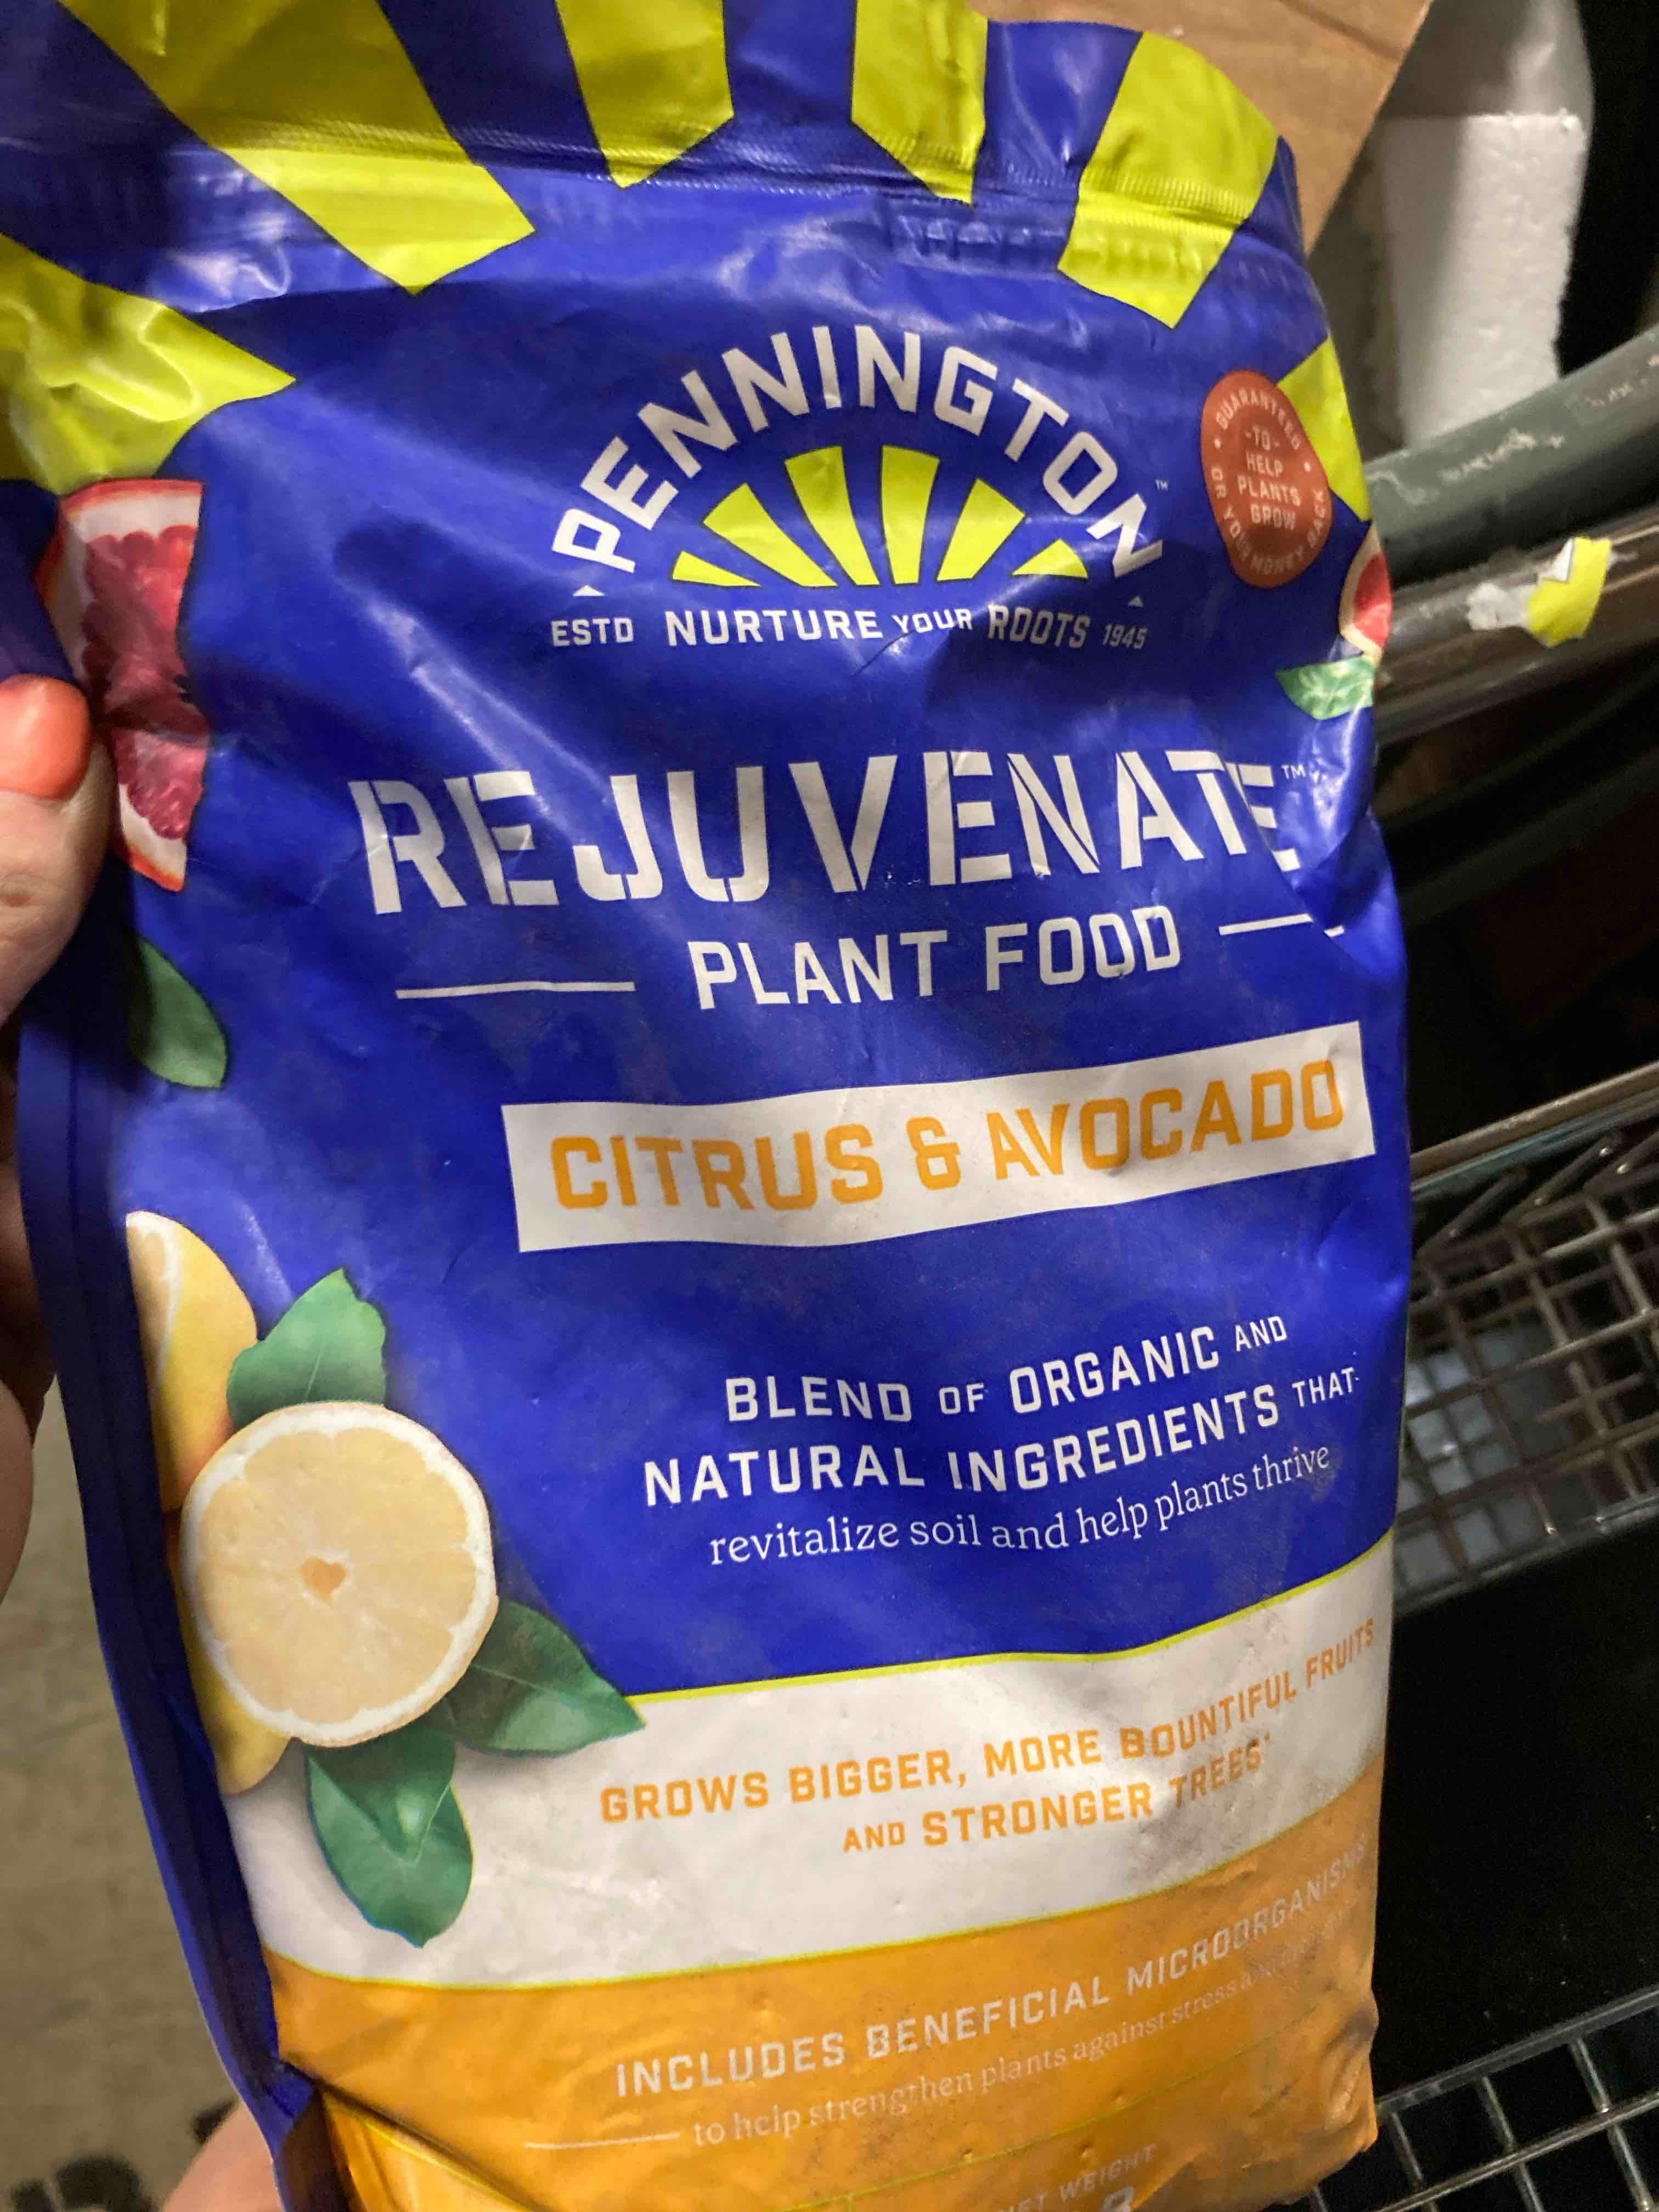 PENNINGTON™
ESTD NURTURE YOUR ROOTS 1945
GUARANTEED
-TO-
HELP
PLANTS
GROW
OR YOUR MONEY BACK
REJUVENATE™
PLANT FOOD
CITRUS & AVOCADO
BLEND OF ORGANIC AND
NATURAL INGREDIENTS THAT
revitalize soil and help plants thrive
GROWS BIGGER, MORE BOUNTIFUL FRUITS
AND STRONGER TREES*
INCLUDES BENEFICIAL MICROORGANISMS
to help strengthen plants against stress
NET WEIGHT